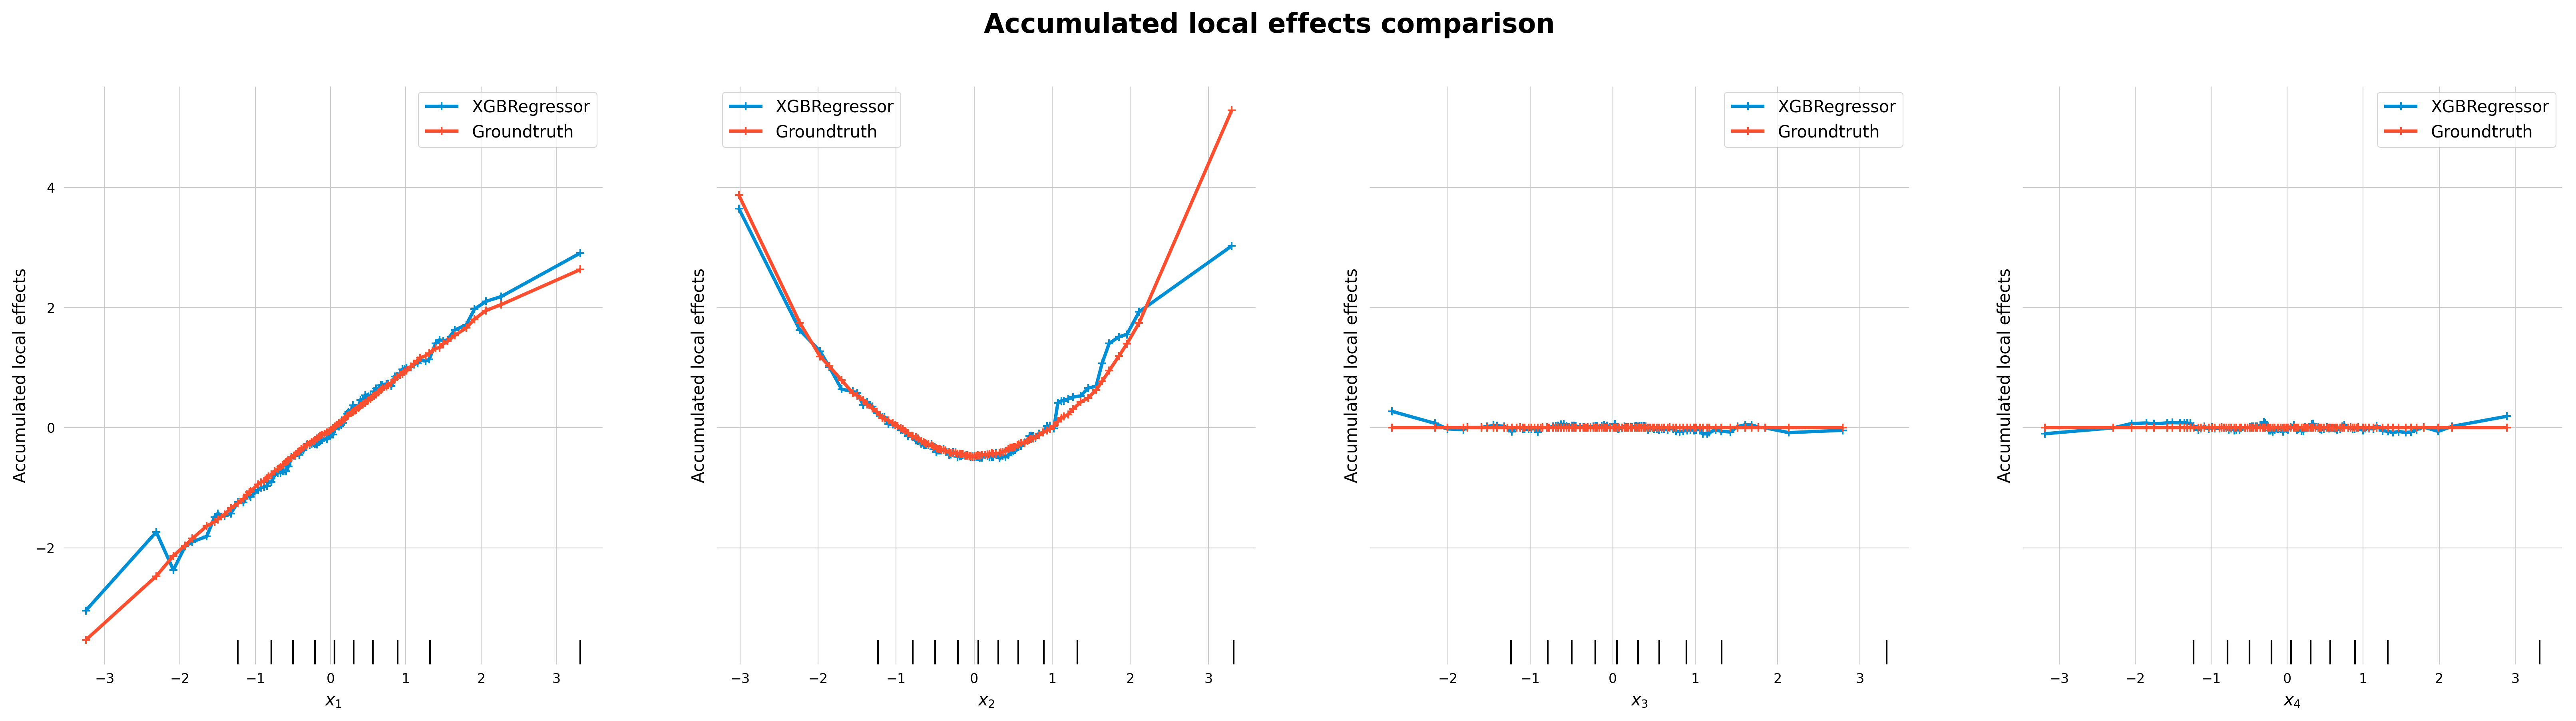 Accumulated local effects comparison
XGBRegressor
Groundtruth
Accumulated local effects
4
2
0
−2
−3 −2 −1 0 1 2 3
x₁
XGBRegressor
Groundtruth
Accumulated local effects
−3 −2 −1 0 1 2 3
x₂
XGBRegressor
Groundtruth
Accumulated local effects
−2 −1 0 1 2 3
x₃
XGBRegressor
Groundtruth
Accumulated local effects
−3 −2 −1 0 1 2 3
x₄